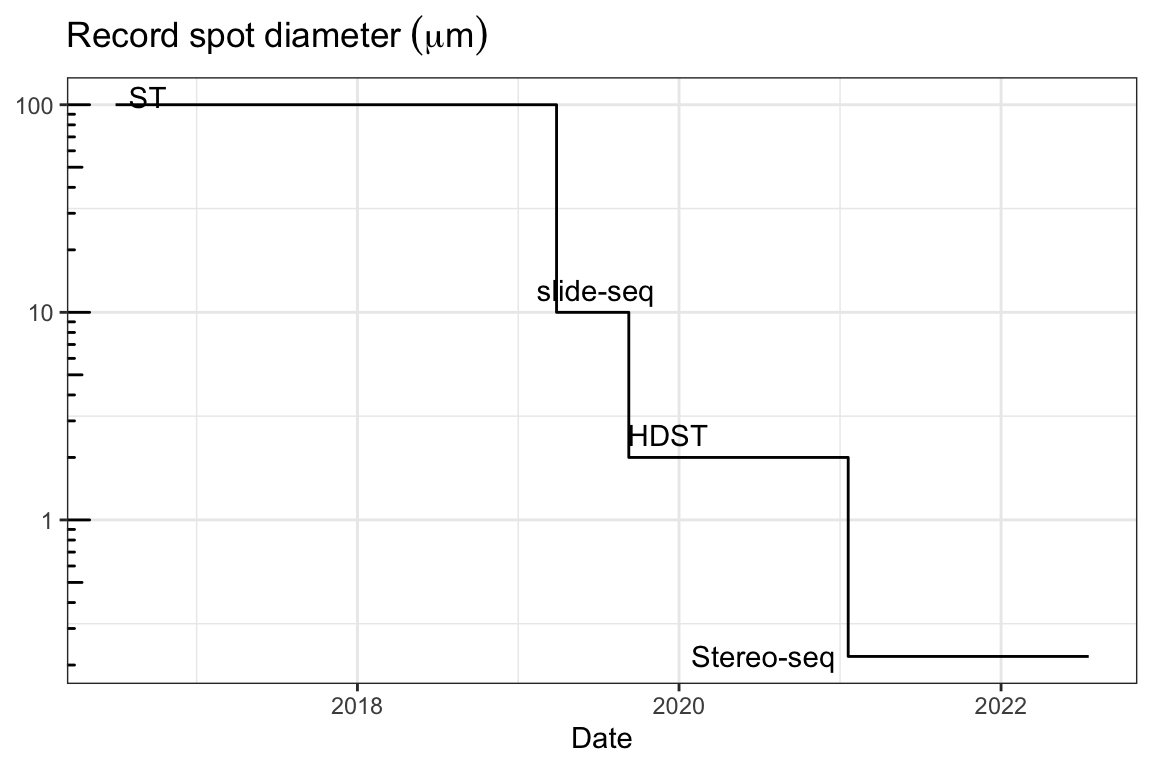 Record spot diameter (μm)
100
ST
slide-seq
10
HDST
1
Stereo-seq
2018
2020
2022
Date